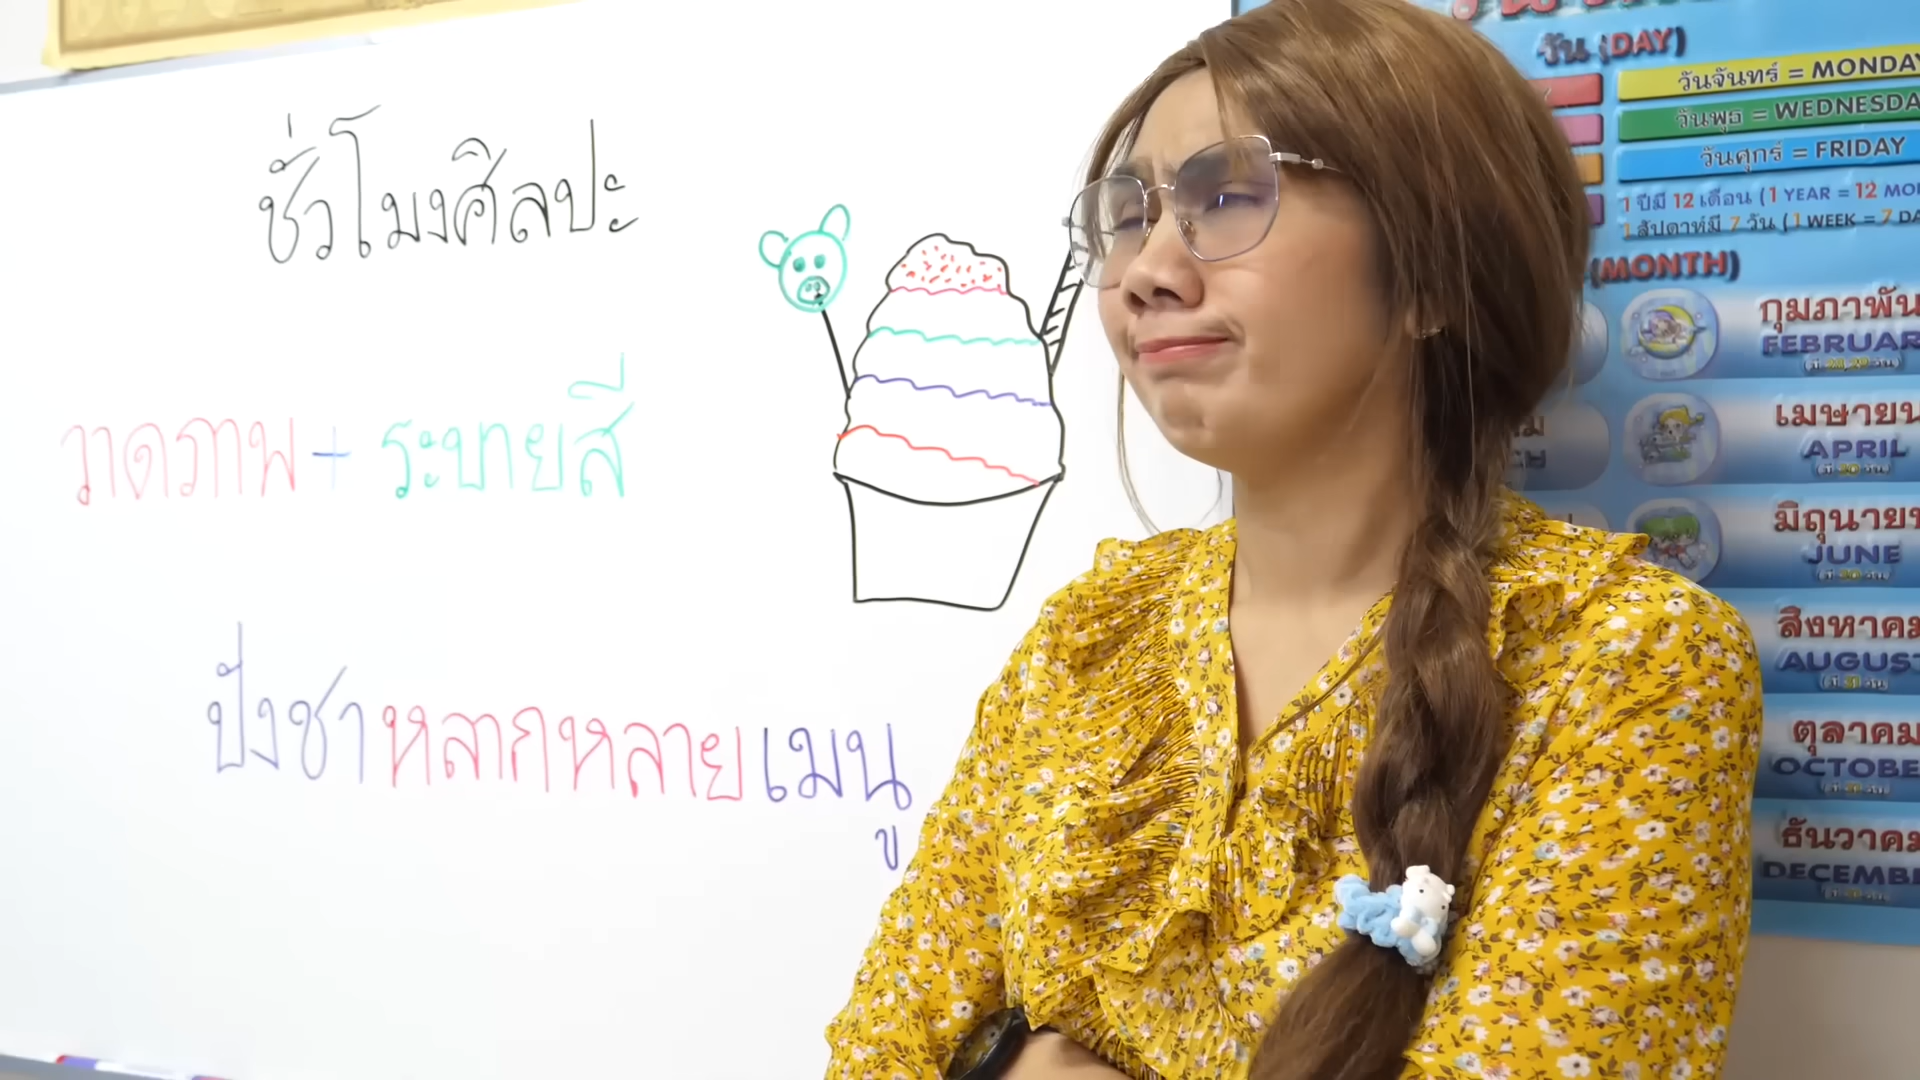 ชั่วโมงศิลปะ
วาดภาพ + ระบายสี
ปังชาหลากหลายเมนู
วัน (DAY)
วันจันทร์ = MONDAY
วันพุธ = WEDNESDA
วันศุกร์ = FRIDAY
1 ปีมี 12 เดือน (1 YEAR = 12 MO
1 สัปดาห์มี 7 วัน (1 WEEK = 7 DA
(MONTH)
กุมภาพัน
FEBRUAR
เมษายน
APRIL
มิถุนาย
JUNE
สิงหาคม
AUGUST
ตุลาคม
OCTOBE
ธันวาคม
DECEMBE